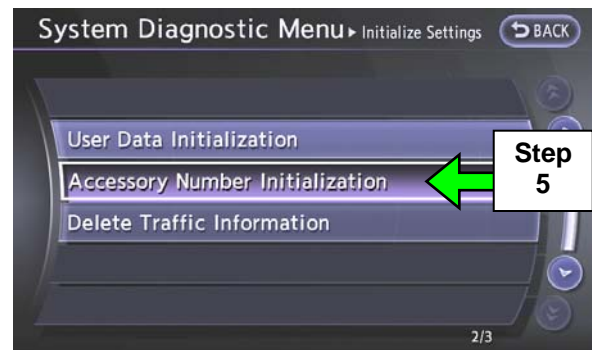 System Diagnostic Menu ▸ Initialize Settings BACK
User Data Initialization
Accessory Number Initialization
Step
5
Delete Traffic Information
2/3